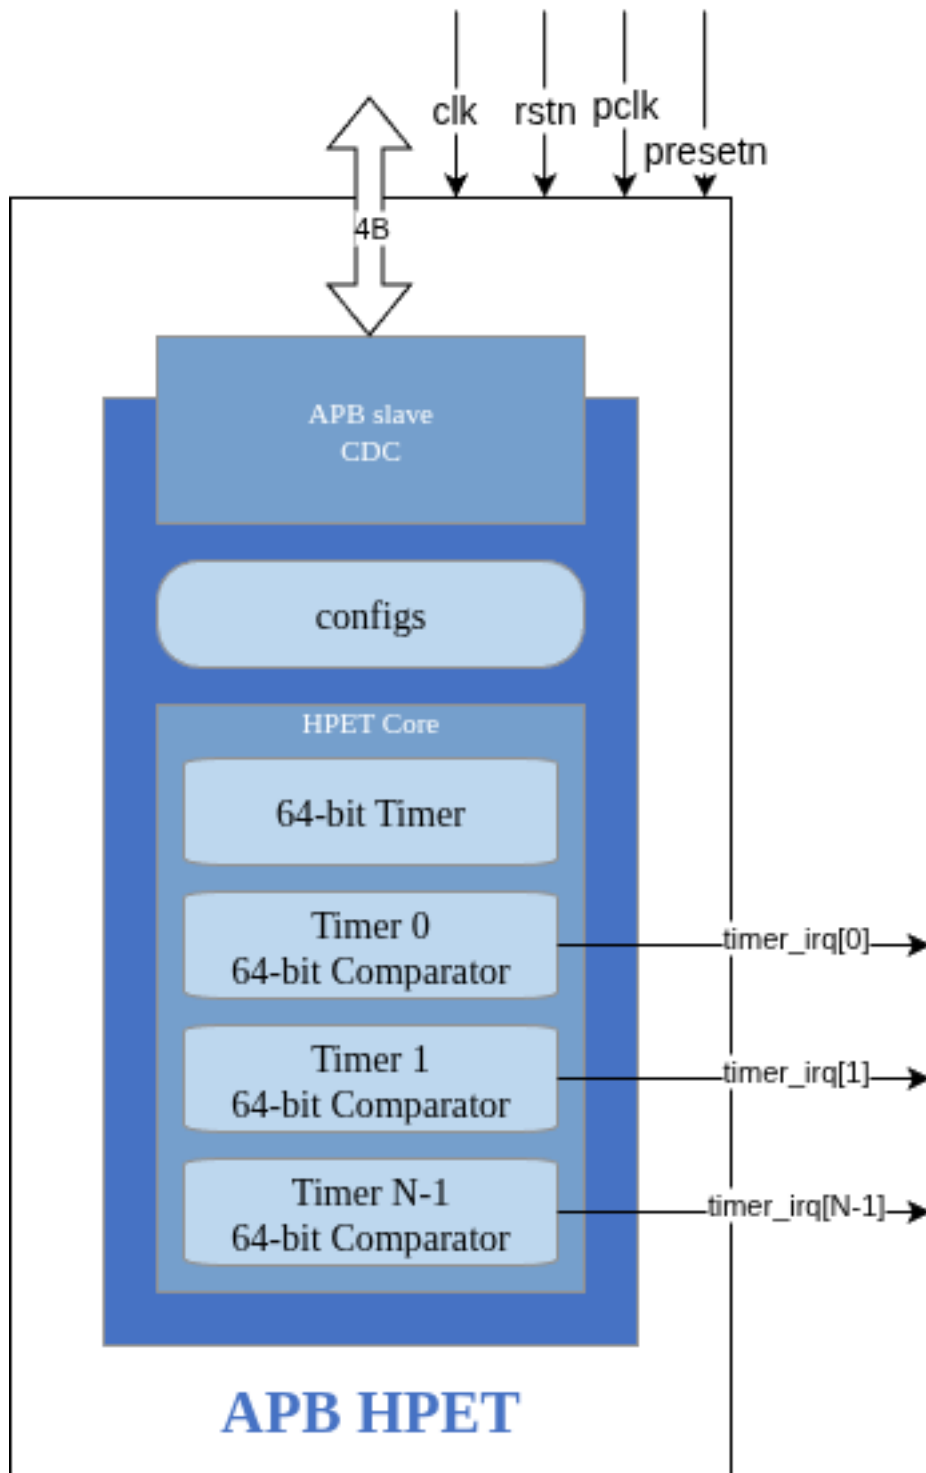 clk
rstn
pclk
presetn
4B
APB slave
CDC
configs
HPET Core
64-bit Timer
Timer 0
64-bit Comparator
timer_irq[0]
Timer 1
64-bit Comparator
timer_irq[1]
Timer N-1
64-bit Comparator
timer_irq[N-1]
APB HPET